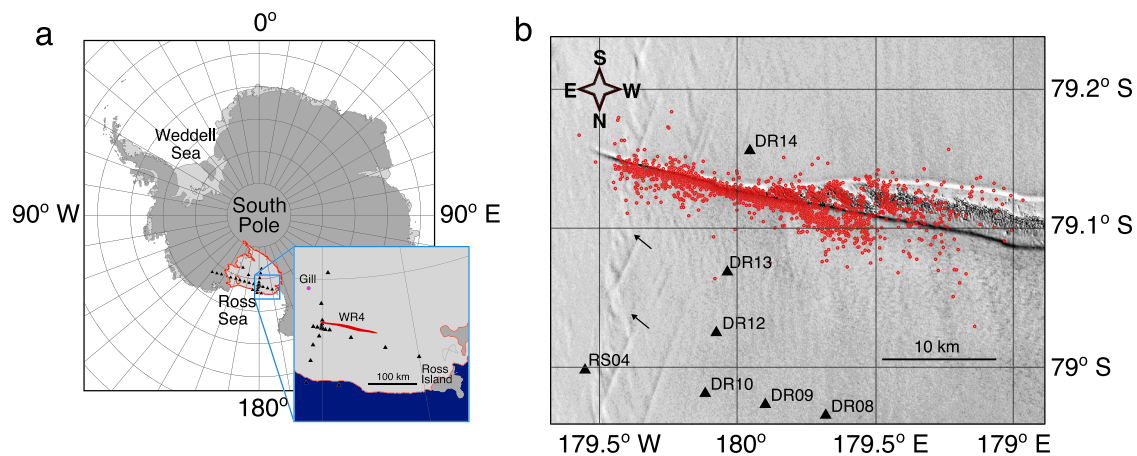 a
0°
Weddell
Sea
90° W
South
Pole
90° E
Ross
Sea
180°
Gill
WR4
100 km
Ross
Island
b
S
E
W
N
79.2° S
DR14
79.1° S
DR13
DR12
10 km
RS04
79° S
DR10
DR09
DR08
179.5° W
180°
179.5° E
179° E